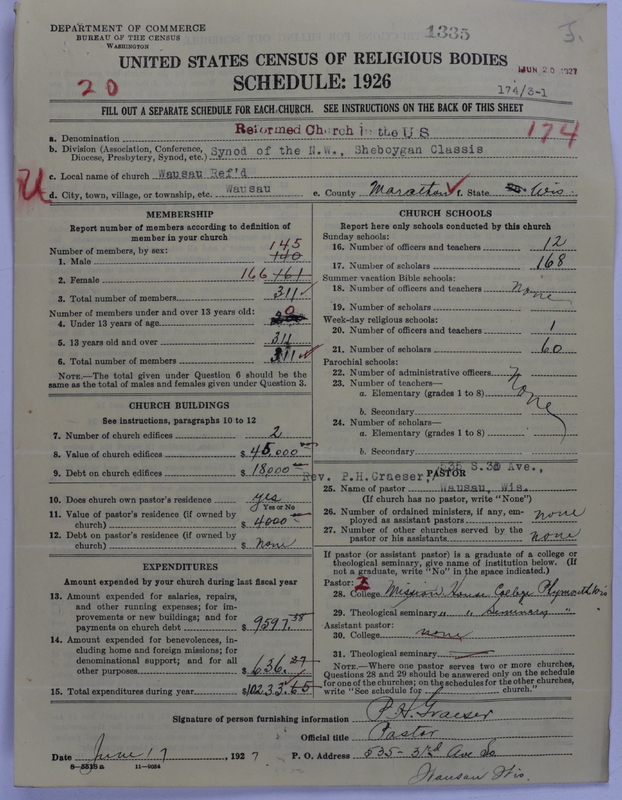 DEPARTMENT OF COMMERCE
BUREAU OF THE CENSUS
WASHINGTON
1335
J.
UNITED STATES CENSUS OF RELIGIOUS BODIES
JUN 20 1927
20
SCHEDULE: 1926
174/3-1
FILL OUT A SEPARATE SCHEDULE FOR EACH CHURCH. SEE INSTRUCTIONS ON THE BACK OF THIS SHEET
a. Denomination Reformed Church in the U S 174
b. Division (Association, Conference, Diocese, Presbytery, Synod, etc.) Synod of the N.W., Sheboygan Classis
c. Local name of church Wausau Ref'd
d. City, town, village, or township, etc. Wausau e. County Marathon f. State Wis.
MEMBERSHIP
Report number of members according to definition of member in your church
Number of members, by sex:
1. Male 145 140
2. Female 166 161
3. Total number of members 311
Number of members under and over 13 years old:
4. Under 13 years of age 0
5. 13 years old and over 311
6. Total number of members 311
NOTE.—The total given under Question 6 should be the same as the total of males and females given under Question 3.
CHURCH BUILDINGS
See instructions, paragraphs 10 to 12
7. Number of church edifices 2
8. Value of church edifices $ 45,000
9. Debt on church edifices $ 18000
10. Does church own pastor's residence yes
Yes or No
11. Value of pastor's residence (if owned by church) $ 4000
12. Debt on pastor's residence (if owned by church) $ None
EXPENDITURES
Amount expended by your church during last fiscal year
13. Amount expended for salaries, repairs, and other running expenses; for improvements or new buildings; and for payments on church debt $ 9597.38
14. Amount expended for benevolences, including home and foreign missions; for denominational support; and for all other purposes $ 636.27
15. Total expenditures during year $10233.65
CHURCH SCHOOLS
Report here only schools conducted by this church
Sunday schools:
16. Number of officers and teachers 12
17. Number of scholars 168
Summer vacation Bible schools:
18. Number of officers and teachers None
19. Number of scholars
Week-day religious schools:
20. Number of officers and teachers 1
21. Number of scholars 60
Parochial schools:
22. Number of administrative officers None
23. Number of teachers—
a. Elementary (grades 1 to 8)
b. Secondary
24. Number of scholars—
a. Elementary (grades 1 to 8)
b. Secondary
PASTOR
Rev. P.H.Graeser, 535 S.3d Ave.,
25. Name of pastor Wausau, Wis.
(If church has no pastor, write "None")
26. Number of ordained ministers, if any, employed as assistant pastors none
27. Number of other churches served by the pastor or his assistants none
If pastor (or assistant pastor) is a graduate of a college or theological seminary, give name of institution below. (If not a graduate, write "No" in the space indicated.)
Pastor:
28. College Mission House College Plymouth Wis
29. Theological seminary " " Seminary "
Assistant pastor:
30. College none
31. Theological seminary
NOTE.—Where one pastor serves two or more churches, Questions 28 and 29 should be answered only on the schedule for one of the churches; on the schedules for the other churches, write "See schedule for church."
Signature of person furnishing information P.H. Graeser
Official title Pastor
Date June 17, 1927 P. O. Address 535 - 3rd Ave So.
Wausau Wis.
8—5518a 11-9024